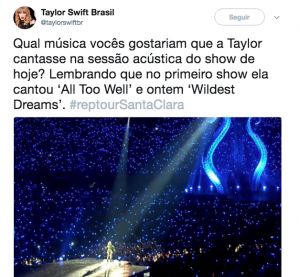 Taylor Swift Brasil
@taylorswiftbr
Seguir
Qual música vocês gostariam que a Taylor
cantasse na sessão acústica do show de
hoje? Lembrando que no primeiro show ela
cantou ‘All Too Well’ e ontem ‘Wildest
Dreams’. #reptourSantaClara